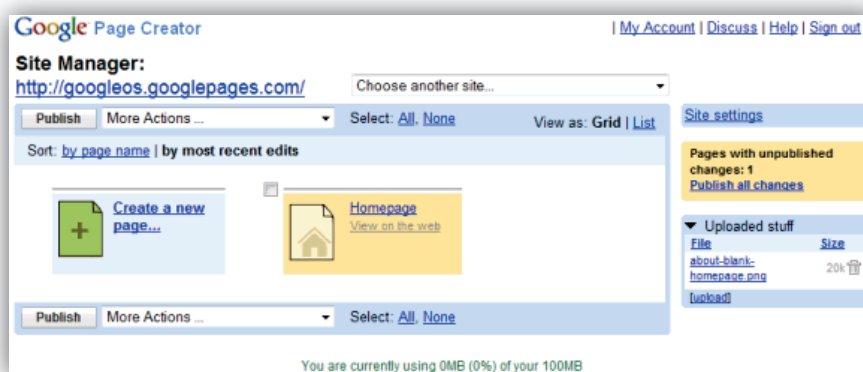 Google Page Creator
| My Account | Discuss | Help | Sign out
Site Manager:
http://googleos.googlepages.com/
Choose another site...
Publish More Actions ... Select: All, None View as: Grid | List
Sort: by page name | by most recent edits
Create a new
page...
Homepage
View on the web
Publish More Actions ... Select: All, None
You are currently using 0MB (0%) of your 100MB
Site settings
Pages with unpublished
changes: 1
Publish all changes
Uploaded stuff
File Size
about-blank-
homepage.png
20k
[upload]